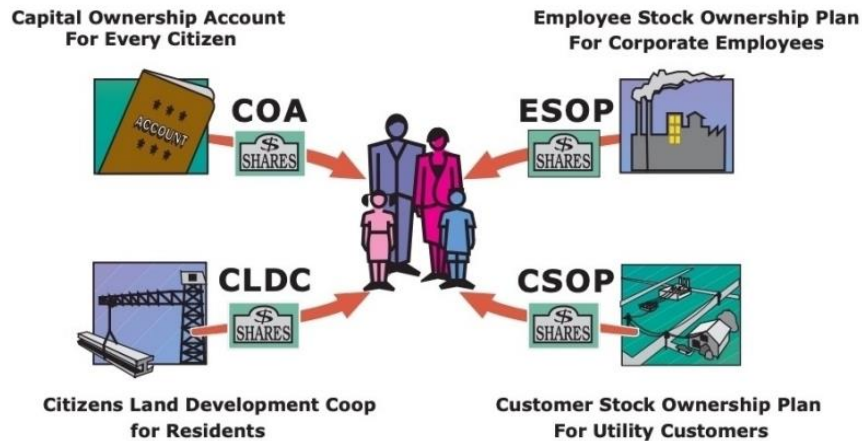 Capital Ownership Account
For Every Citizen
Employee Stock Ownership Plan
For Corporate Employees
ACCOUNT
COA
$
SHARES
ESOP
$
SHARES
CLDC
$
SHARES
CSOP
$
SHARES
Citizens Land Development Coop
for Residents
Customer Stock Ownership Plan
For Utility Customers